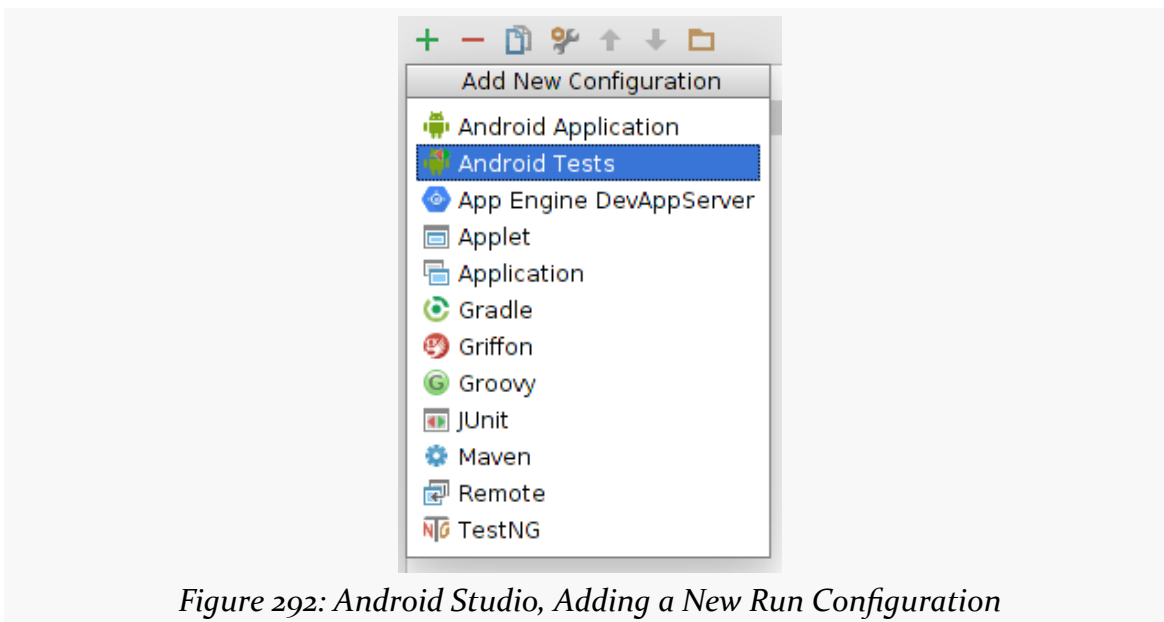 Add New Configuration
Android Application
Android Tests
App Engine DevAppServer
Applet
Application
Gradle
Griffon
G Groovy
JUnit
Maven
Remote
NTG TestNG
Figure 292: Android Studio, Adding a New Run Configuration